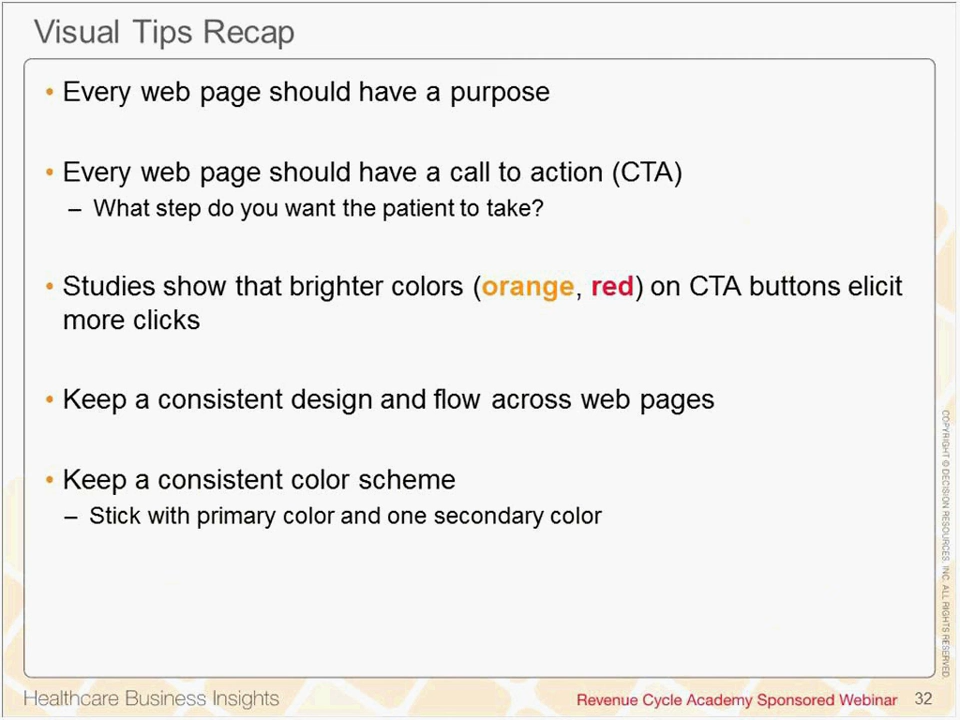 Visual Tips Recap
• Every web page should have a purpose
• Every web page should have a call to action (CTA)
– What step do you want the patient to take?
• Studies show that brighter colors (orange, red) on CTA buttons elicit
more clicks
• Keep a consistent design and flow across web pages
• Keep a consistent color scheme
– Stick with primary color and one secondary color
COPYRIGHT © DECISION RESOURCES, INC. ALL RIGHTS RESERVED.
Healthcare Business Insights
Revenue Cycle Academy Sponsored Webinar 32